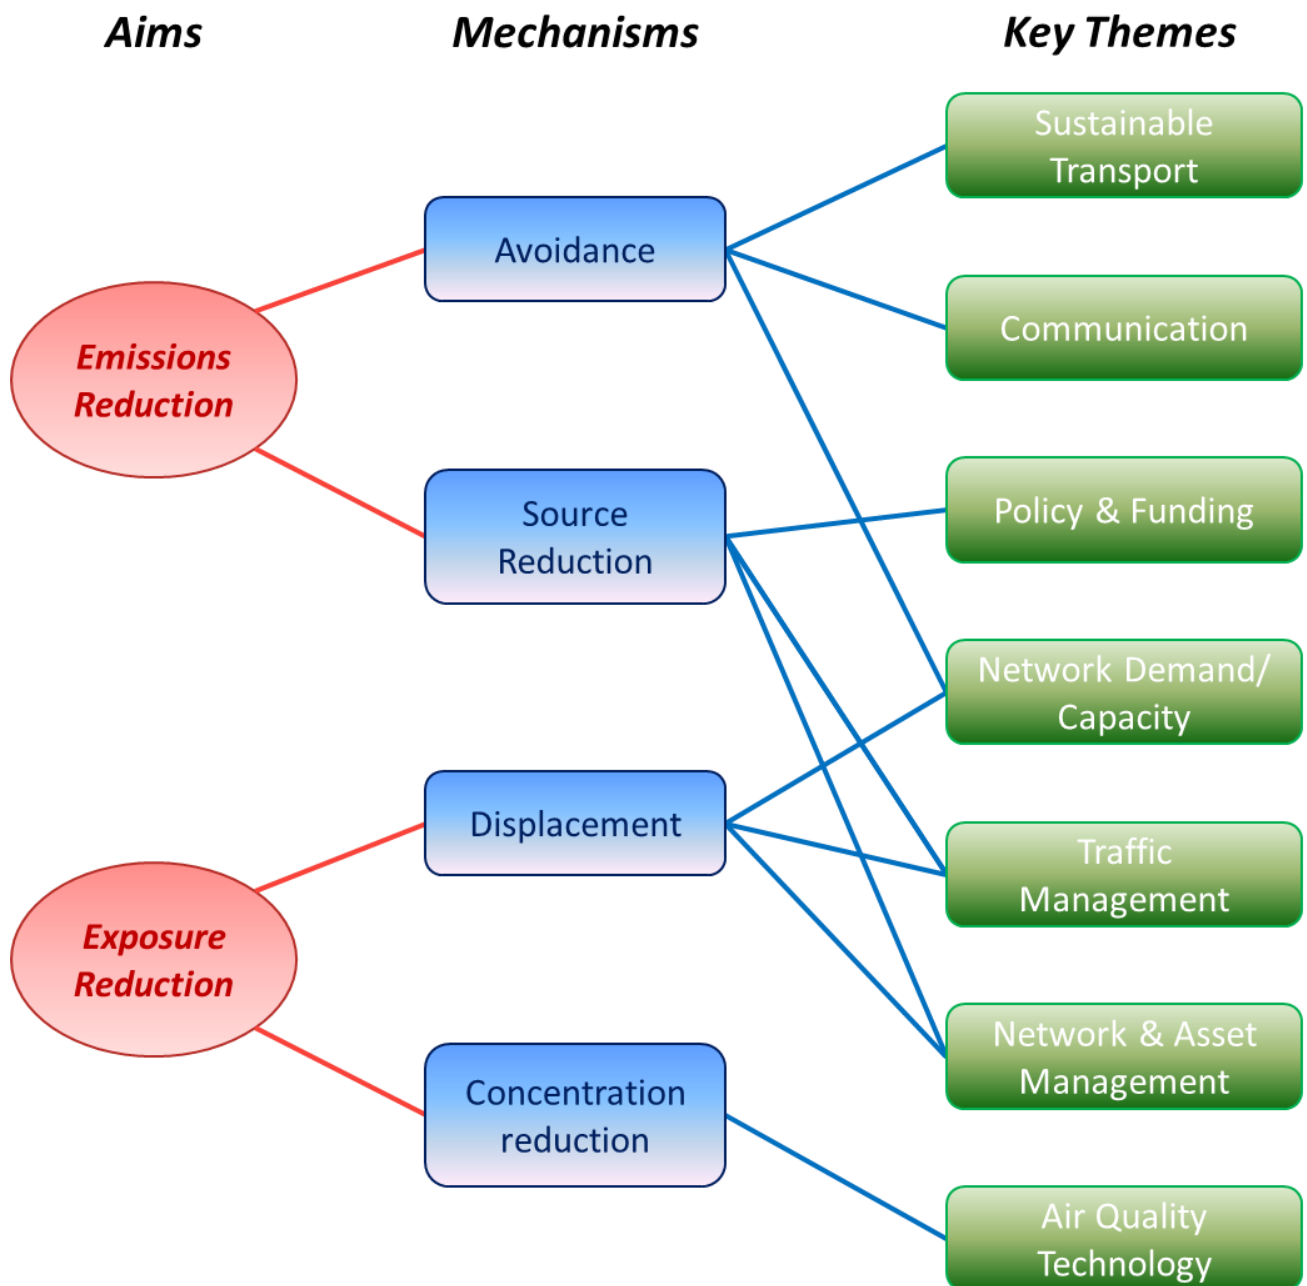 Aims
Mechanisms
Key Themes
Sustainable
Transport
Avoidance
Communication
Emissions
Reduction
Source
Reduction
Policy & Funding
Network Demand/
Capacity
Displacement
Traffic
Management
Exposure
Reduction
Network & Asset
Management
Concentration
reduction
Air Quality
Technology